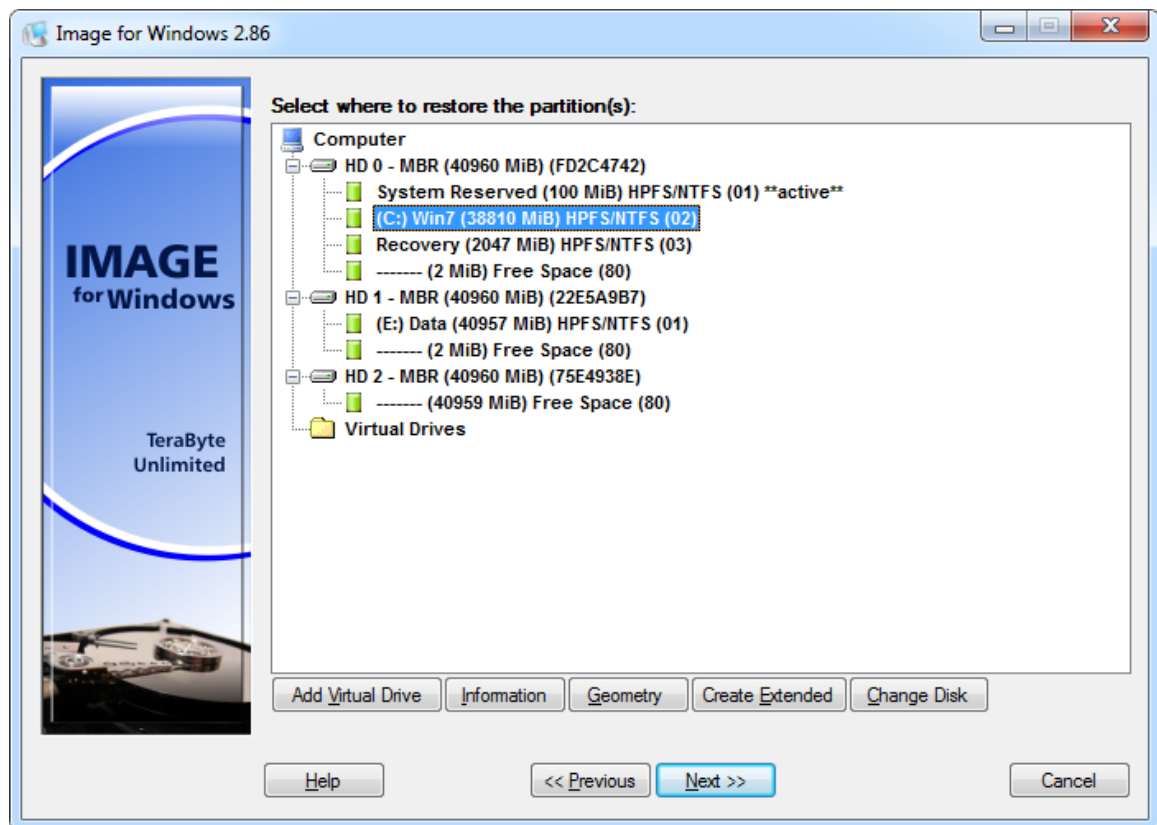 Image for Windows 2.86
IMAGE
for Windows
TeraByte
Unlimited
Select where to restore the partition(s):
Computer
HD 0 - MBR (40960 MiB) (FD2C4742)
System Reserved (100 MiB) HPFS/NTFS (01) **active**
(C:) Win7 (38810 MiB) HPFS/NTFS (02)
Recovery (2047 MiB) HPFS/NTFS (03)
------- (2 MiB) Free Space (80)
HD 1 - MBR (40960 MiB) (22E5A9B7)
(E:) Data (40957 MiB) HPFS/NTFS (01)
------- (2 MiB) Free Space (80)
HD 2 - MBR (40960 MiB) (75E4938E)
------- (40959 MiB) Free Space (80)
Virtual Drives
Add Virtual Drive Information Geometry Create Extended Change Disk
Help << Previous Next >> Cancel